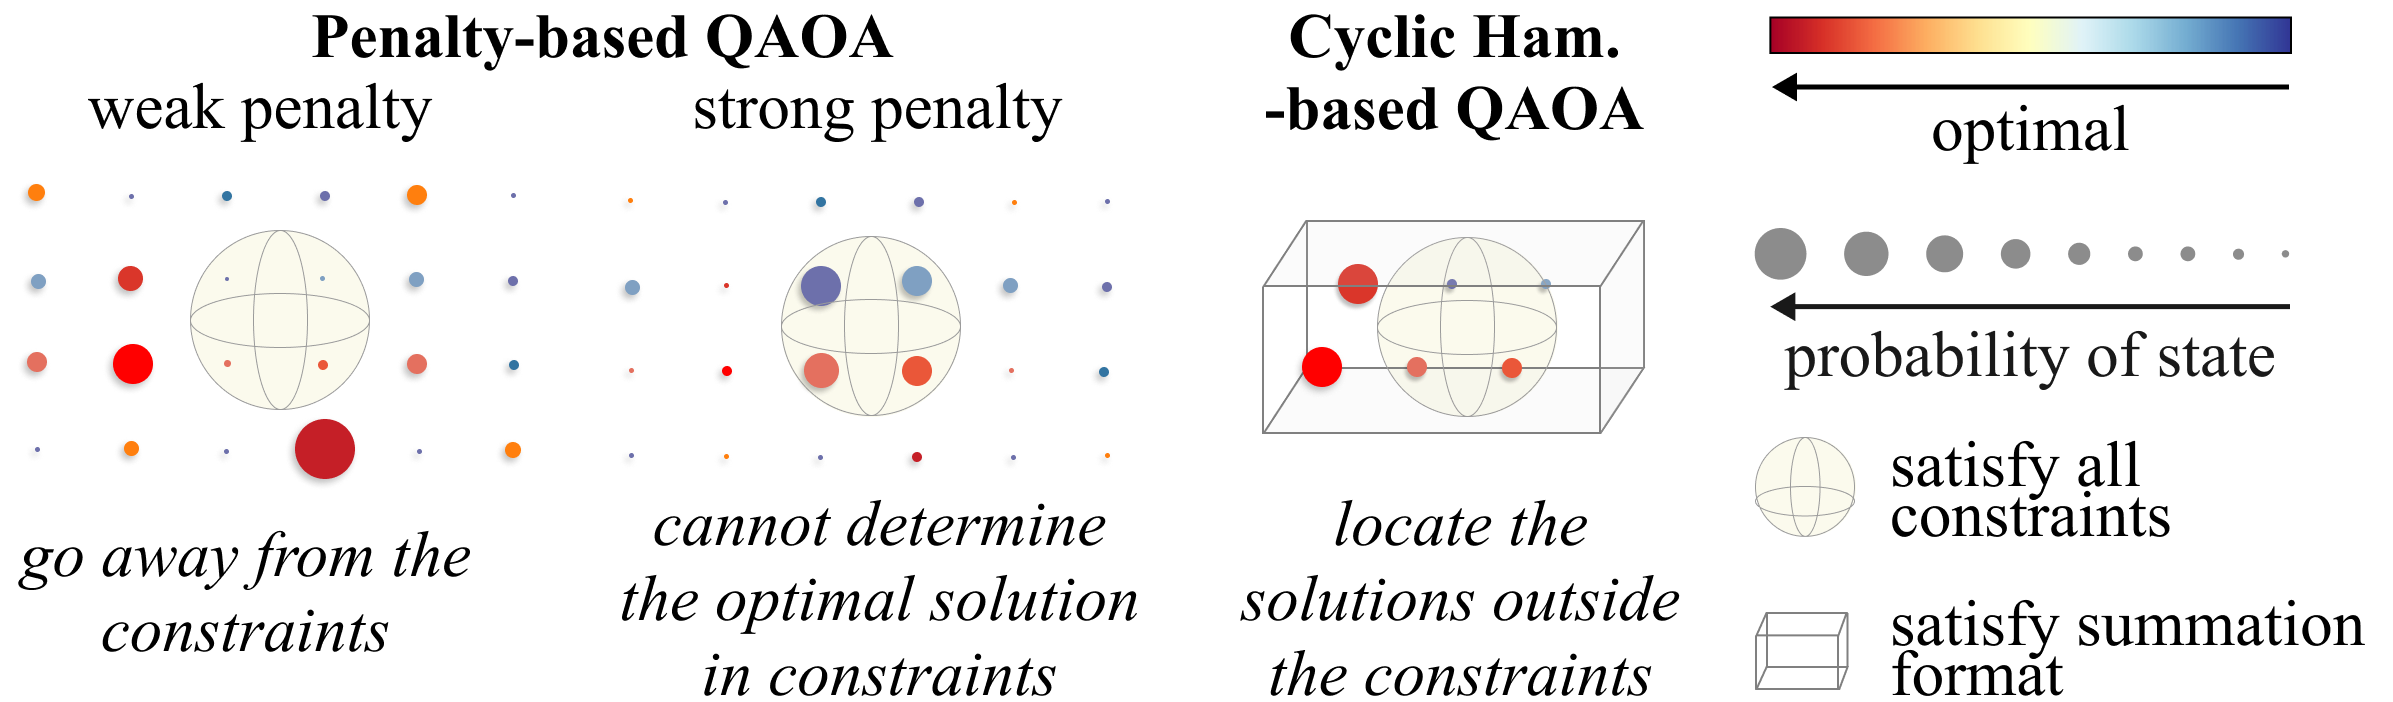 Penalty-based QAOA
weak penalty
strong penalty
go away from the
constraints
cannot determine
the optimal solution
in constraints
Cyclic Ham.
-based QAOA
locate the
solutions outside
the constraints
optimal
probability of state
satisfy all
constraints
satisfy summation
format